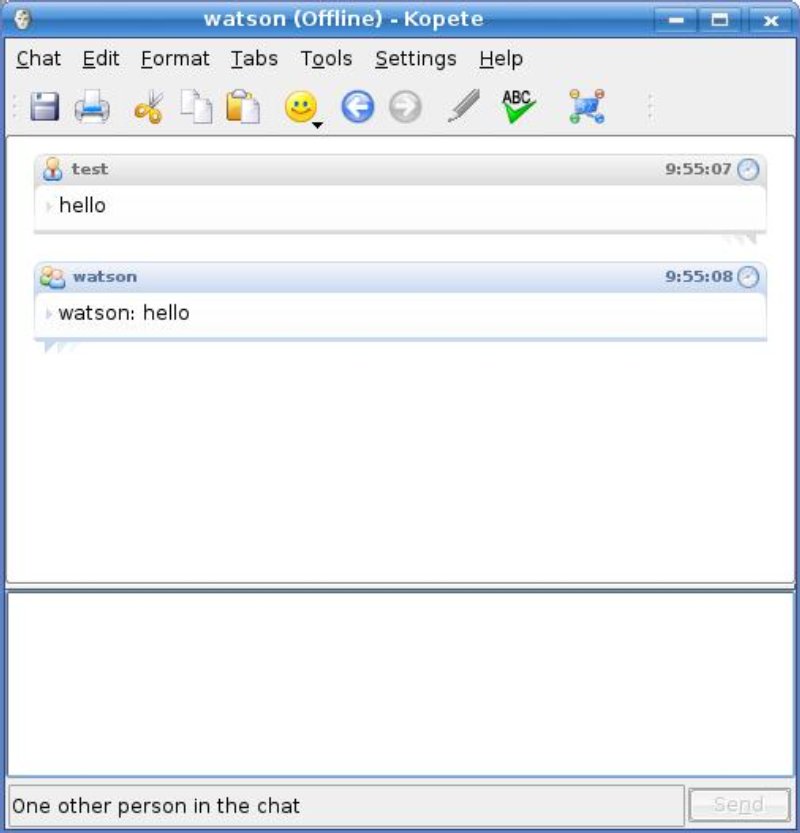 watson (Offline) - Kopete
Chat Edit Format Tabs Tools Settings Help
ABC
test 9:55:07
hello
watson 9:55:08
watson: hello
One other person in the chat Send